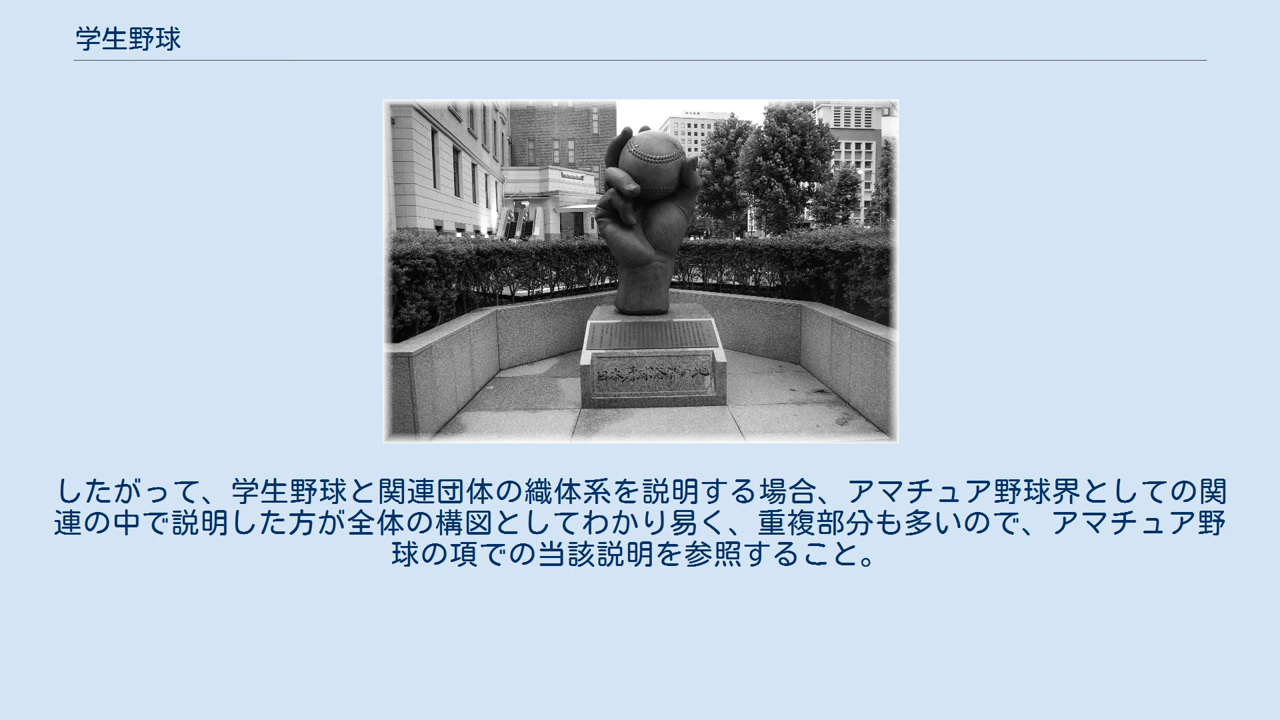 学生野球
したがって、学生野球と関連団体の織体系を説明する場合、アマチュア野球界としての関
連の中で説明した方が全体の構図としてわかり易く、重複部分も多いので、アマチュア野
球の項での当該説明を参照すること。